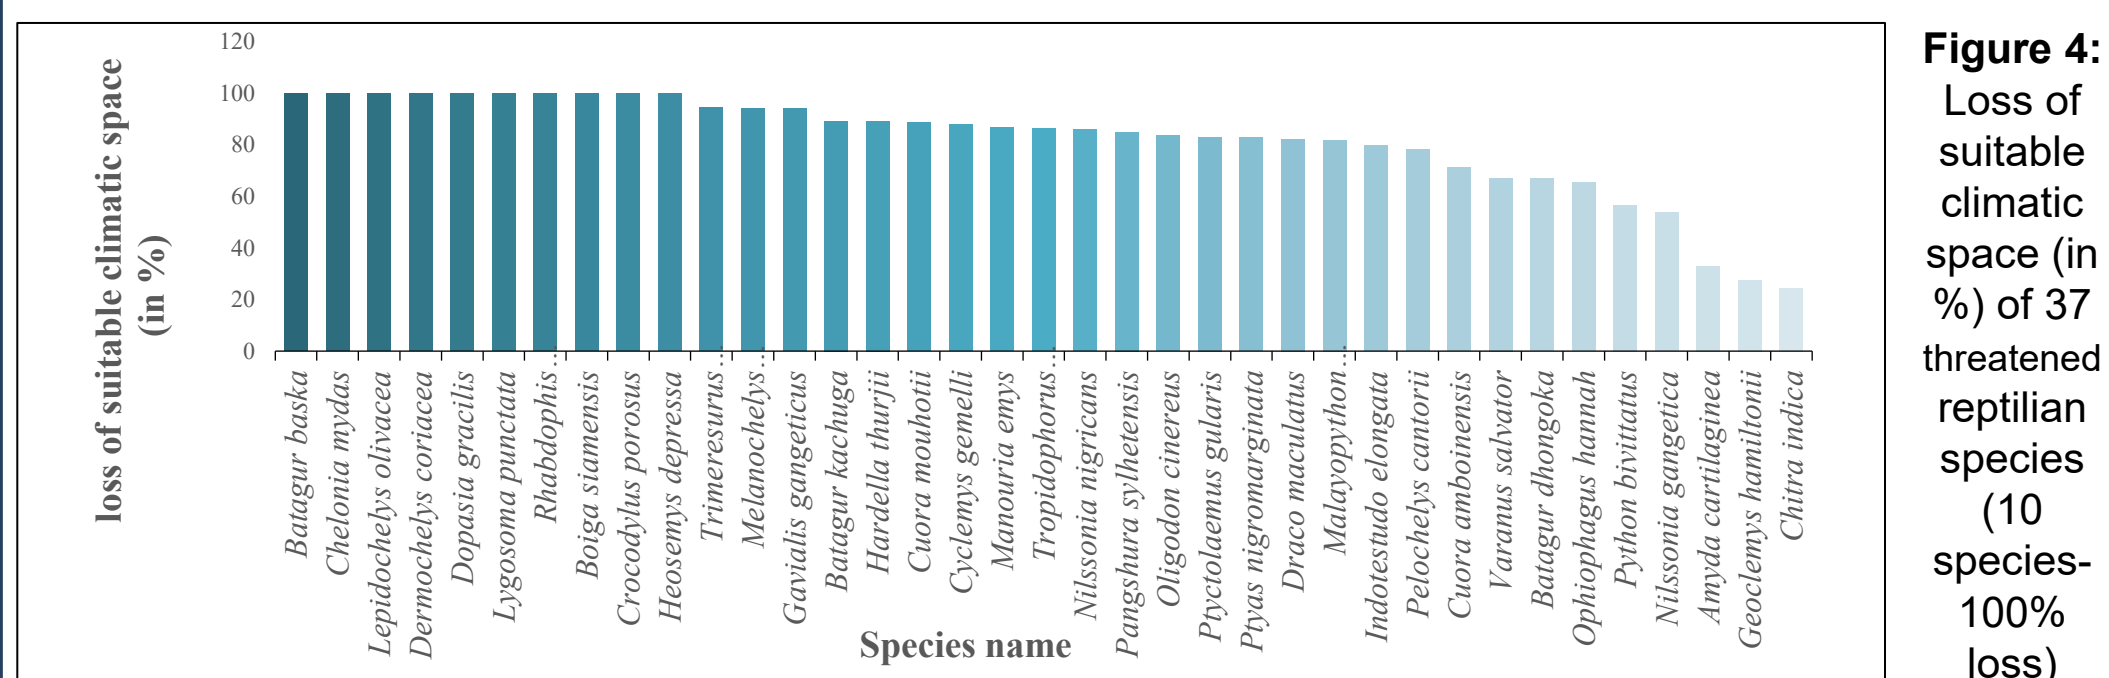 loss of suitable climatic space
(in %)
120
100
80
60
40
20
0
Batagur baska
Chelonia mydas
Lepidochelys olivacea
Dermochelys coriacea
Dopasia gracilis
Lygosoma punctata
Rhabdophis…
Boiga siamensis
Crocodylus porosus
Heosemys depressa
Trimeresurus…
Melanochelys…
Gavialis gangeticus
Batagur kachuga
Hardella thurjii
Cuora mouhotii
Cyclemys gemelli
Manouria emys
Tropidophorus…
Nilssonia nigricans
Pangshura sylhetensis
Oligodon cinereus
Ptyctolaemus gularis
Ptyas nigromarginata
Draco maculatus
Malayopython…
Indotestudo elongata
Pelochelys cantorii
Cuora amboinensis
Varanus salvator
Batagur dhongoka
Ophiophagus hannah
Python bivittatus
Nilssonia gangetica
Amyda cartilaginea
Geoclemys hamiltonii
Chitra indica
Species name
Figure 4:
Loss of
suitable
climatic
space (in
%) of 37
threatened
reptilian
species
(10
species-
100%
loss)